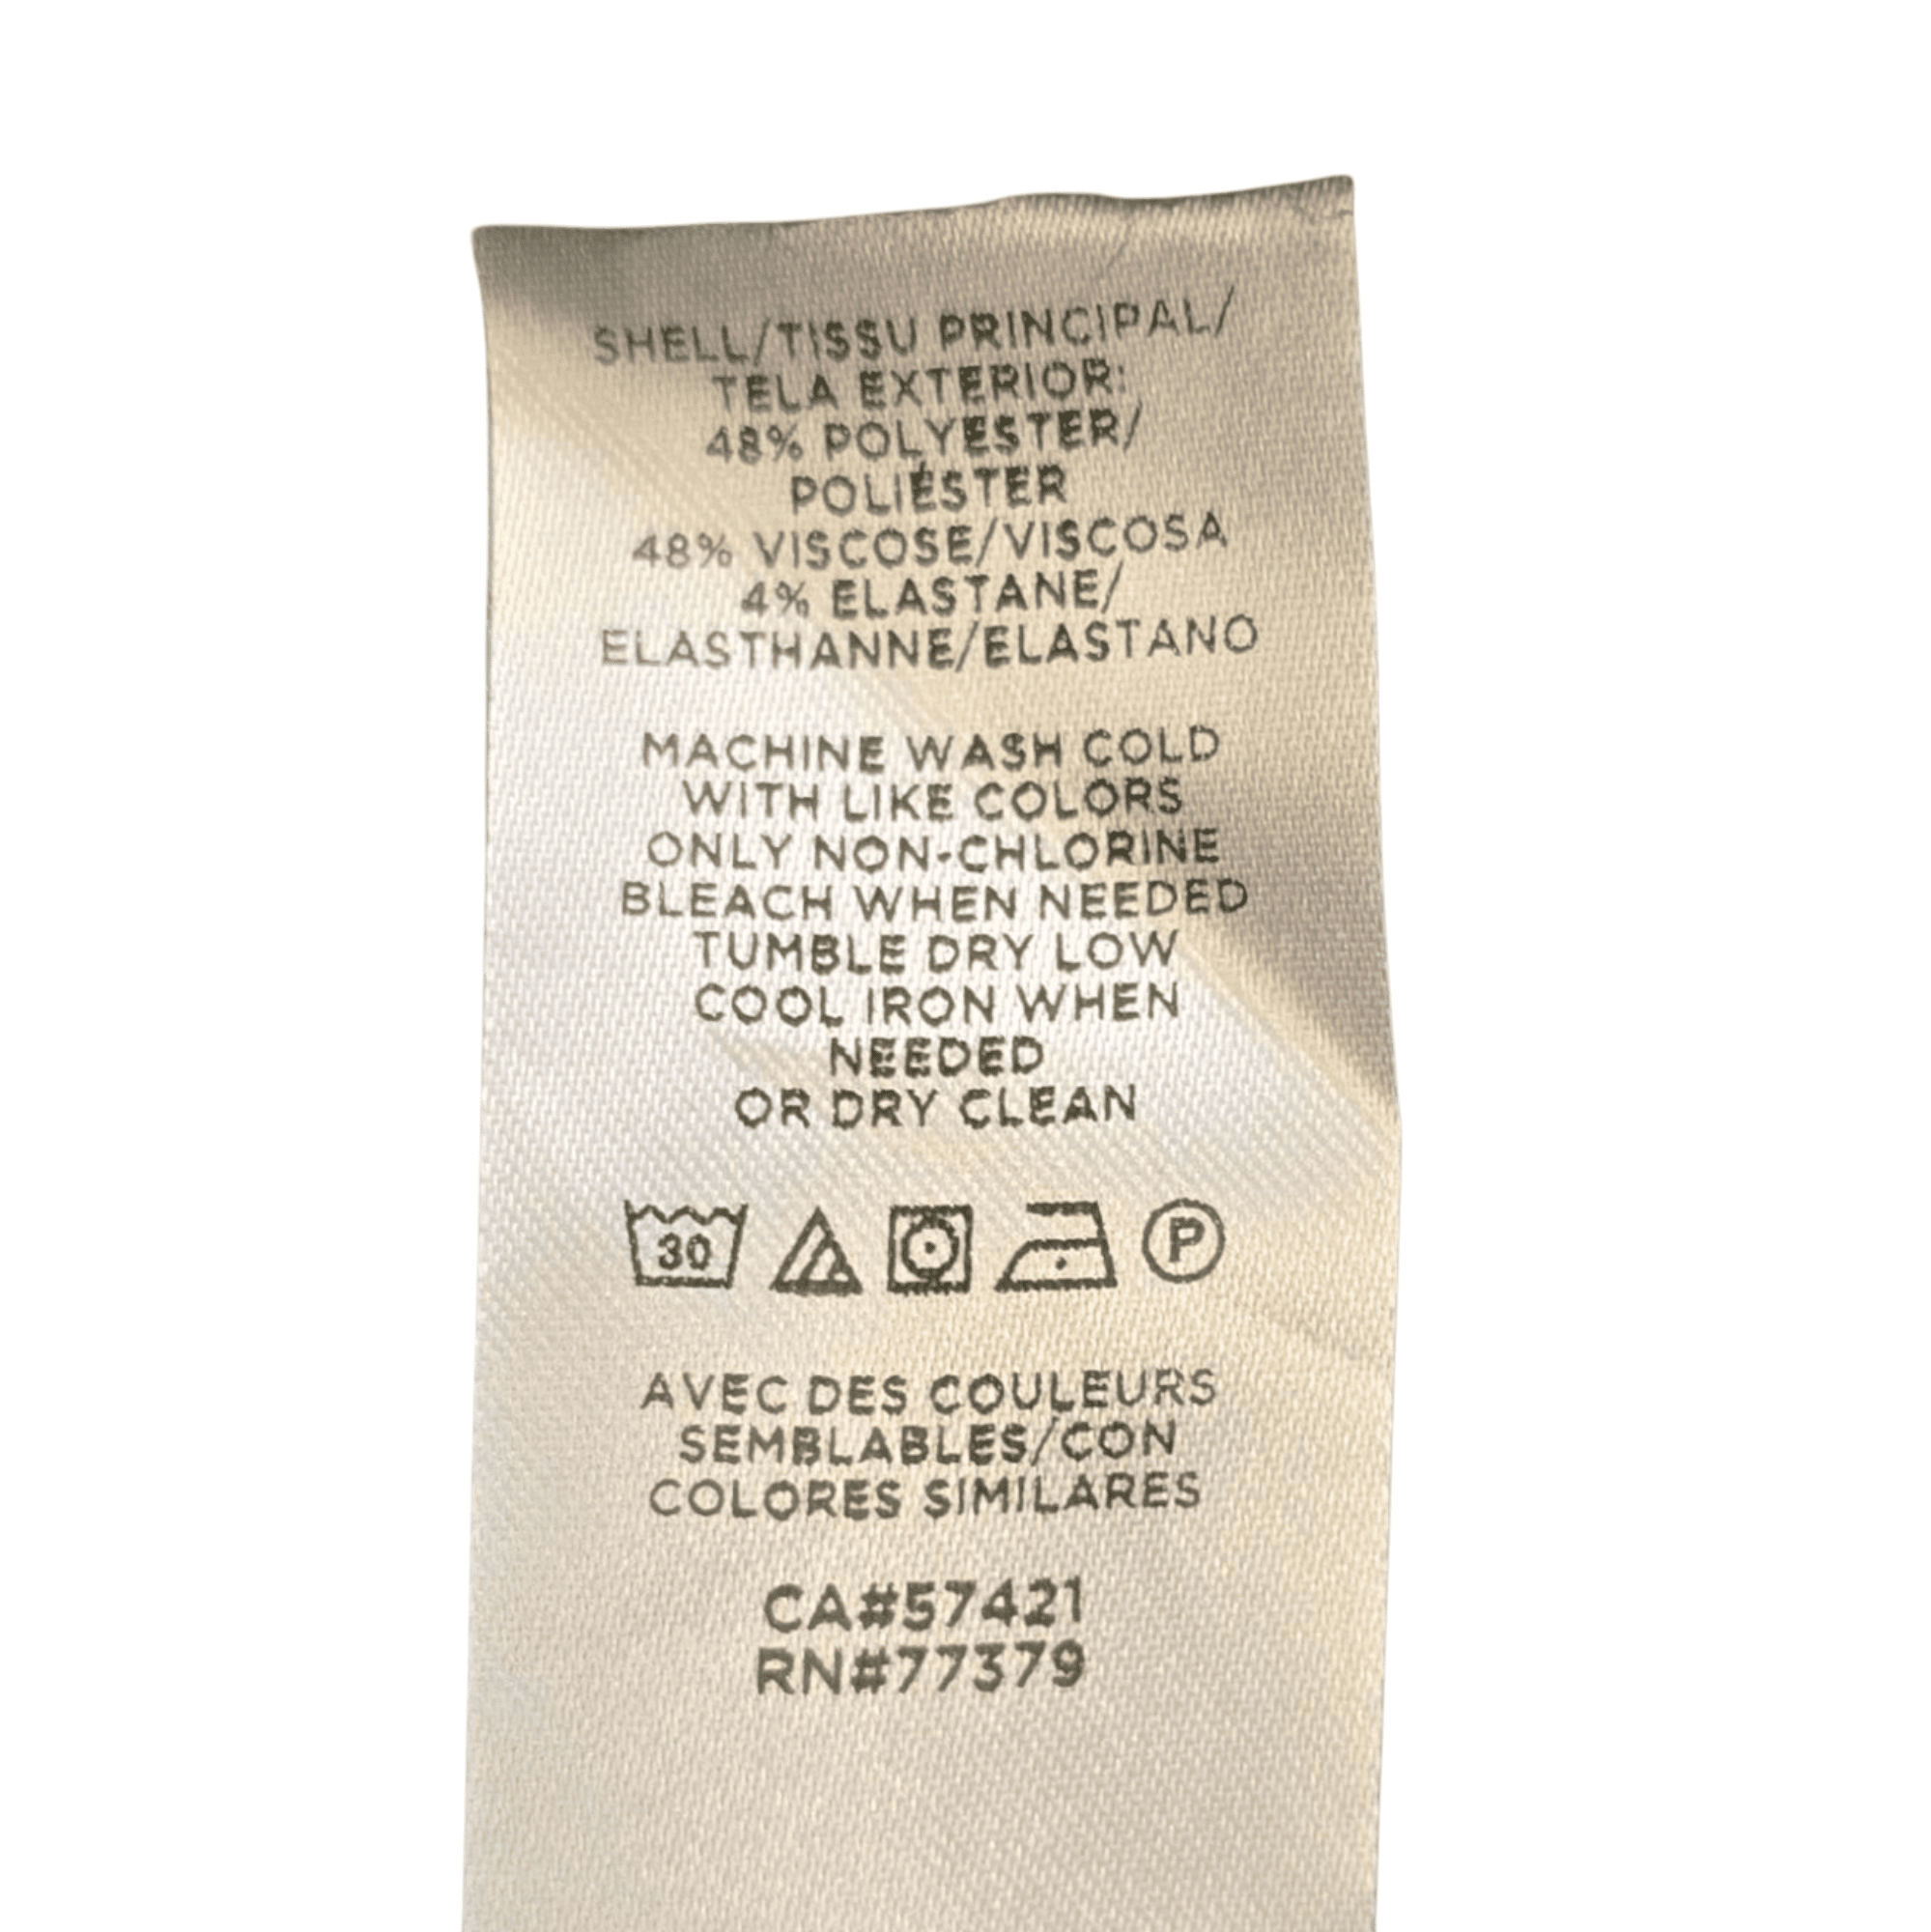 SHELL/TISSU PRINCIPAL/
TELA EXTERIOR:
48% POLYESTER/
POLIÉSTER
48% VISCOSE/VISCOSA
4% ELASTANE/
ELASTHANNE/ELASTANO
MACHINE WASH COLD
WITH LIKE COLORS
ONLY NON-CHLORINE
BLEACH WHEN NEEDED
TUMBLE DRY LOW
COOL IRON WHEN
NEEDED
OR DRY CLEAN
30 P
AVEC DES COULEURS
SEMBLABLES/CON
COLORES SIMILARES
CA#57421
RN#77379